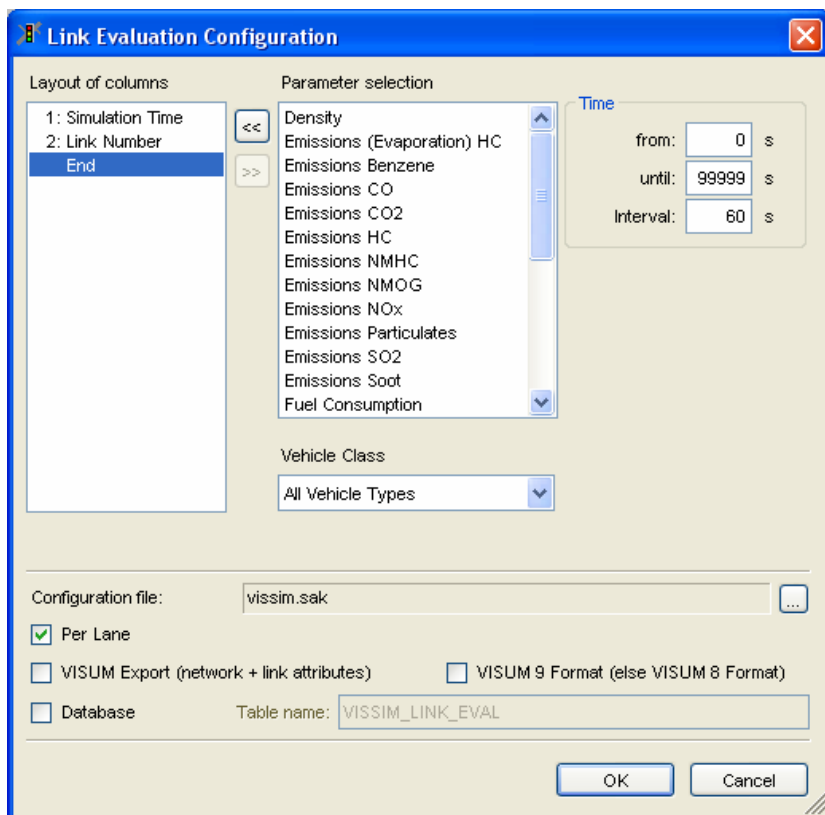 Link Evaluation Configuration
Layout of columns
Parameter selection
1: Simulation Time
2: Link Number
End
<<
>>
Density
Emissions (Evaporation) HC
Emissions Benzene
Emissions CO
Emissions CO2
Emissions HC
Emissions NMHC
Emissions NMOG
Emissions NOx
Emissions Particulates
Emissions SO2
Emissions Soot
Fuel Consumption
Time
from: 0 s
until: 99999 s
Interval: 60 s
Vehicle Class
All Vehicle Types
Configuration file: vissim.sak ...
Per Lane
VISUM Export (network + link attributes) VISUM 9 Format (else VISUM 8 Format)
Database Table name: VISSIM_LINK_EVAL
OK Cancel